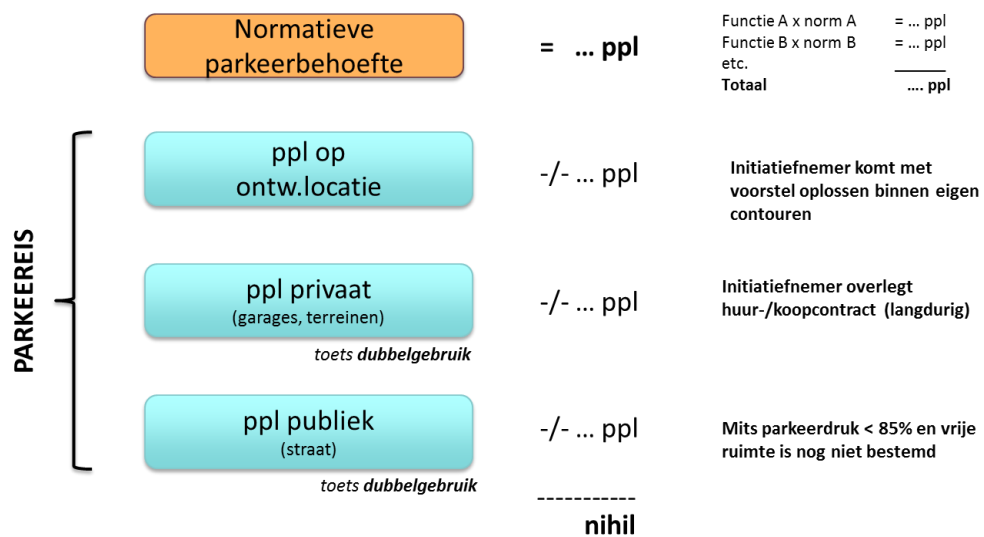 Normatieve
parkeerbehoefte
= ... ppl
Functie A x norm A = ... ppl
Functie B x norm B = ... ppl
etc.
Totaal .... ppl
PARKEEREIS
ppl op
ontw.locatie
-/- ... ppl
Initiatiefnemer komt met
voorstel oplossen binnen eigen
contouren
ppl privaat
(garages, terreinen)
-/- ... ppl
Initiatiefnemer overlegt
huur-/koopcontract (langdurig)
toets dubbelgebruik
ppl publiek
(straat)
-/- ... ppl
Mits parkeerdruk < 85% en vrije
ruimte is nog niet bestemd
toets dubbelgebruik
-----------
nihil